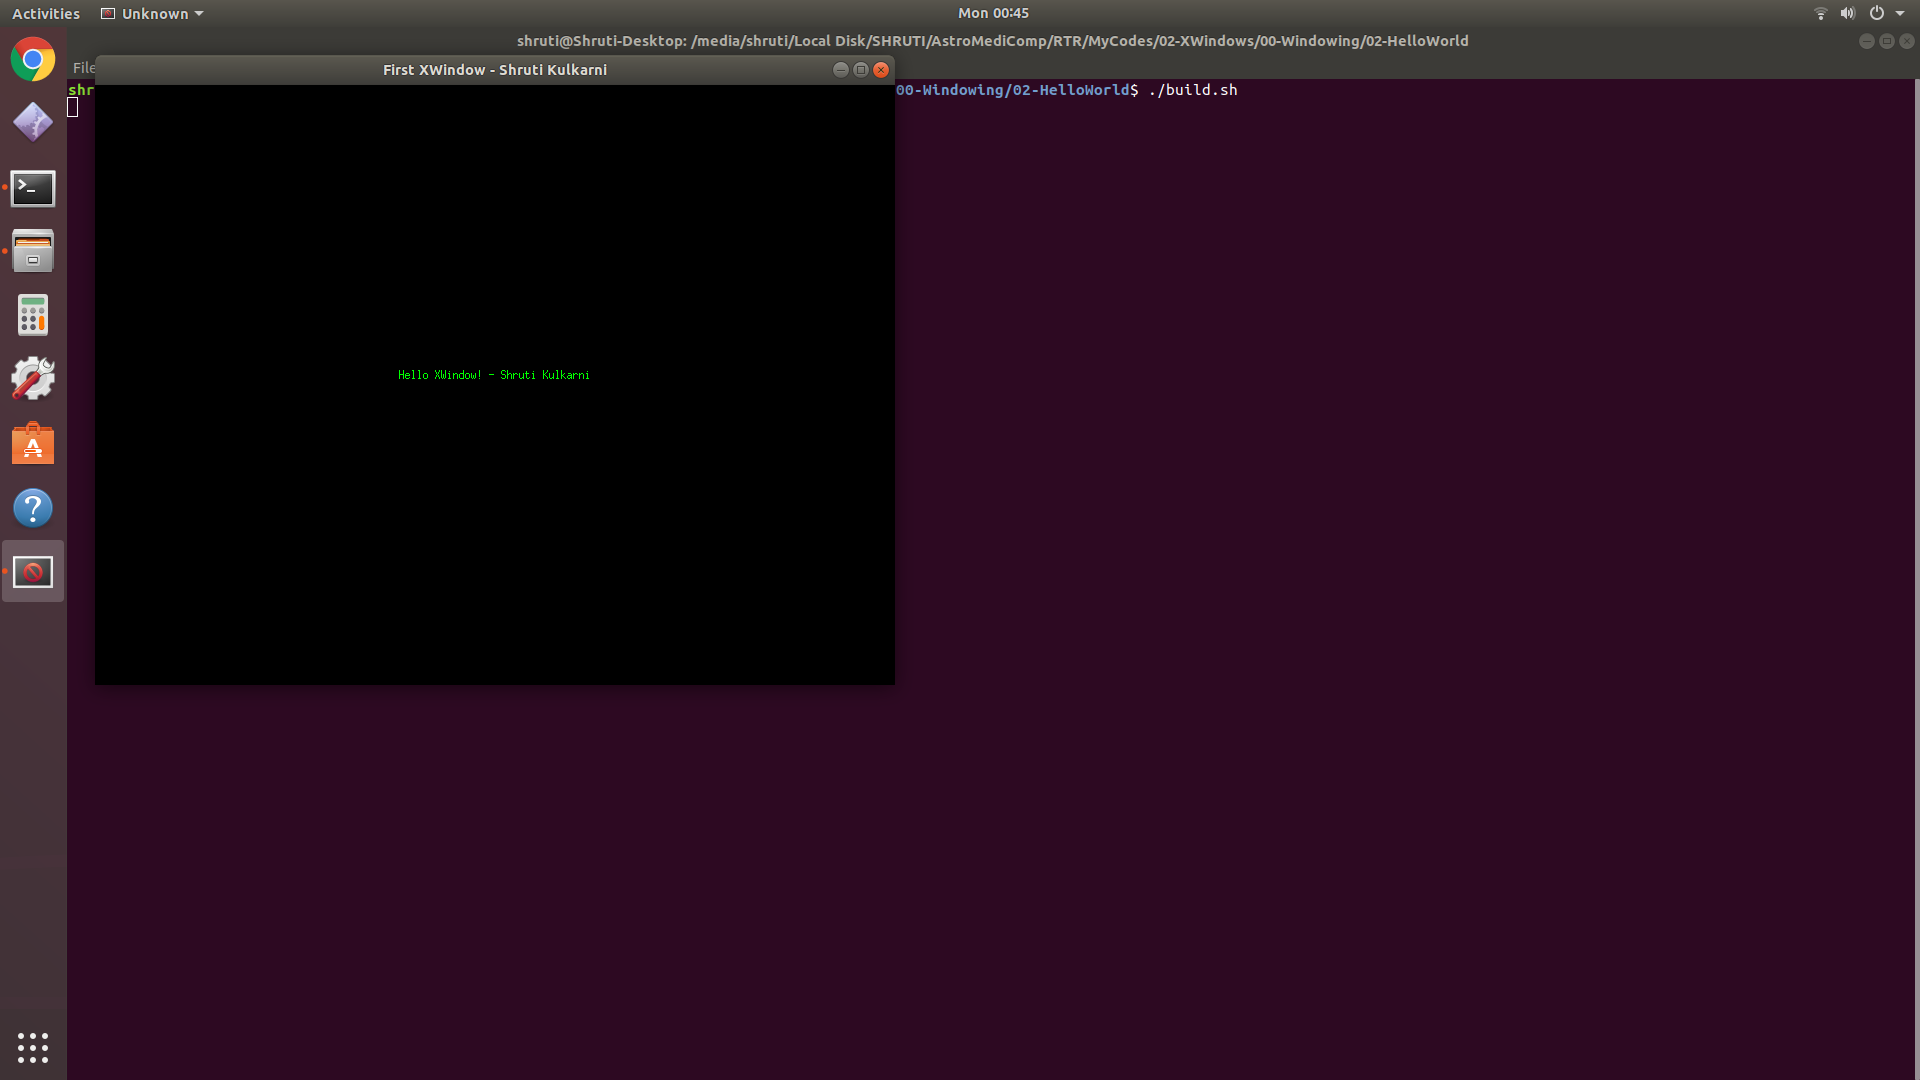 Activities Unknown Mon 00:45
shruti@Shruti-Desktop: /media/shruti/Local Disk/SHRUTI/AstroMediComp/RTR/MyCodes/02-XWindows/00-Windowing/02-HelloWorld
File
First XWindow - Shruti Kulkarni
shr 00-Windowing/02-HelloWorld$ ./build.sh
Hello XWindow! - Shruti Kulkarni